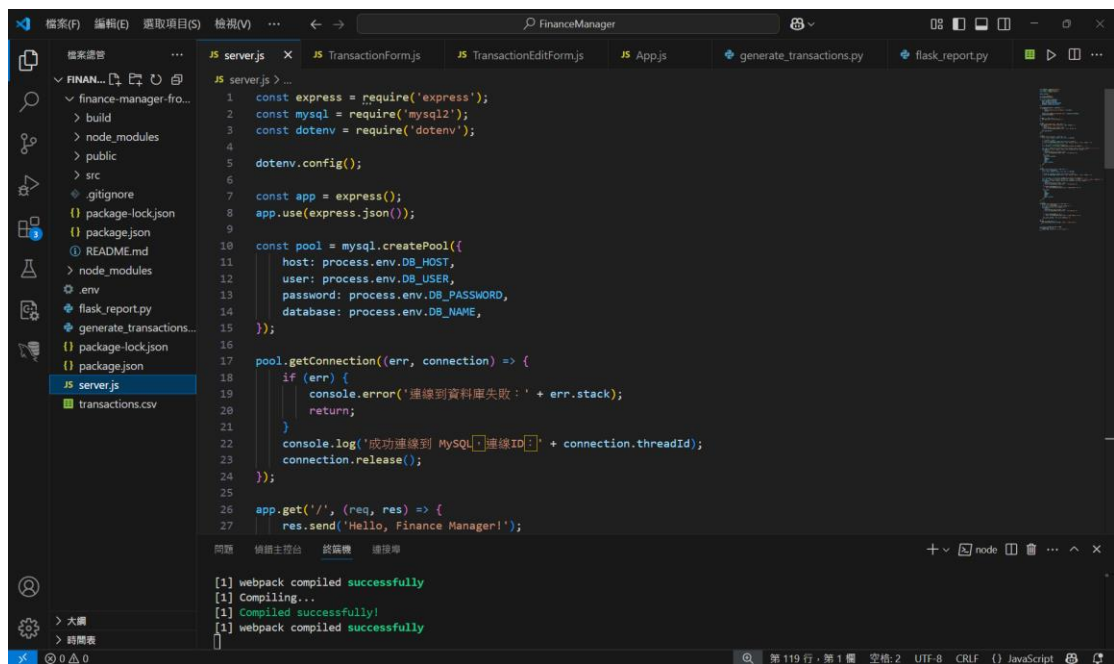 檔案(F) 編輯(E) 選取項目(S) 檢視(V) ··· ← → FinanceManager
檔案總管 ···
FINAN...
finance-manager-fro...
build
node_modules
public
src
.gitignore
package-lock.json
package.json
README.md
node_modules
.env
flask_report.py
generate_transactions...
package-lock.json
package.json
server.js
transactions.csv
大綱
時間表
JS server.js × JS TransactionForm.js JS TransactionEditForm.js JS App.js generate_transactions.py flask_report.py ···
JS server.js > ...
1 const express = require('express');
2 const mysql = require('mysql2');
3 const dotenv = require('dotenv');
4
5 dotenv.config();
6
7 const app = express();
8 app.use(express.json());
9
10 const pool = mysql.createPool({
11 host: process.env.DB_HOST,
12 user: process.env.DB_USER,
13 password: process.env.DB_PASSWORD,
14 database: process.env.DB_NAME,
15 });
16
17 pool.getConnection((err, connection) => {
18 if (err) {
19 console.error('連線到資料庫失敗：' + err.stack);
20 return;
21 }
22 console.log('成功連線到 MySQL，連線ID：' + connection.threadId);
23 connection.release();
24 });
25
26 app.get('/', (req, res) => {
27 res.send('Hello, Finance Manager!');
問題 偵錯主控台 終端機 連接埠 node ···
[1] webpack compiled successfully
[1] Compiling...
[1] Compiled successfully!
[1] webpack compiled successfully
3
0 0 第 119 行，第 1 欄 空格: 2 UTF-8 CRLF {} JavaScript